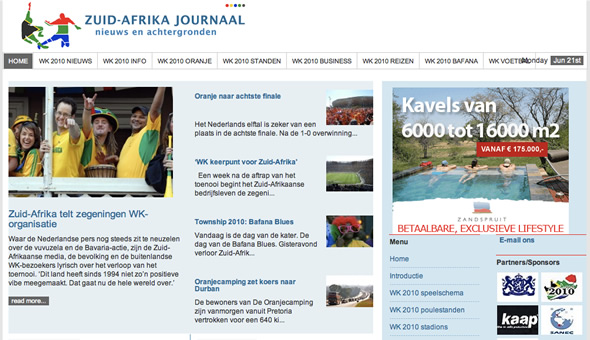 ZUID-AFRIKA JOURNAAL
nieuws en achtergronden
HOME WK 2010 NIEUWS WK 2010 INFO WK 2010 ORANJE WK 2010 STANDEN WK 2010 BUSINESS WK 2010 REIZEN WK 2010 BAFANA WK VOETB
Monday Jun 21st
Zuid-Afrika telt zegeningen WK-
organisatie
Waar de Nederlandse pers nog steeds zit te neuzelen
over de vuvuzela en de Bavaria-actie, zijn de Zuid-
Afrikaanse media, de bevolking en de buitenlandse
WK-bezoekers lyrisch over het verloop van het
toernooi. 'Dit land heeft sinds 1994 niet zo'n positieve
vibe meegemaakt. Dat gaat nu de hele wereld over.'
read more...
Oranje naar achtste finale
Het Nederlands elftal is zeker van een
plaats in de achtste finale. Na de 1-0 overwinning...
'WK keerpunt voor Zuid-Afrika'
Een week na de aftrap van het
toenooi begint het Zuid-Afrikaanse
bedrijfsleven de zegeni...
Township 2010: Bafana Blues
Vandaag is de dag van de kater. De
dag van de Bafana Blues. Gisteravond
verloor Zuid-Afrik...
Oranjecamping zet koers naar
Durban
De bewoners van De Oranjecamping
zijn vanmorgen vanuit Pretoria
vertrokken voor een 640 ki...
Kavels van
6000 tot 16000 m2
VANAF € 175.000,-
ZANDSPRUIT
BETAALBARE, EXCLUSIEVE LIFESTYLE
Menu
Home
Introductie
WK 2010 speelschema
WK 2010 poulestanden
WK 2010 stadions
E-mail ons
Partners/Sponsors
2010
kaap
SANEC